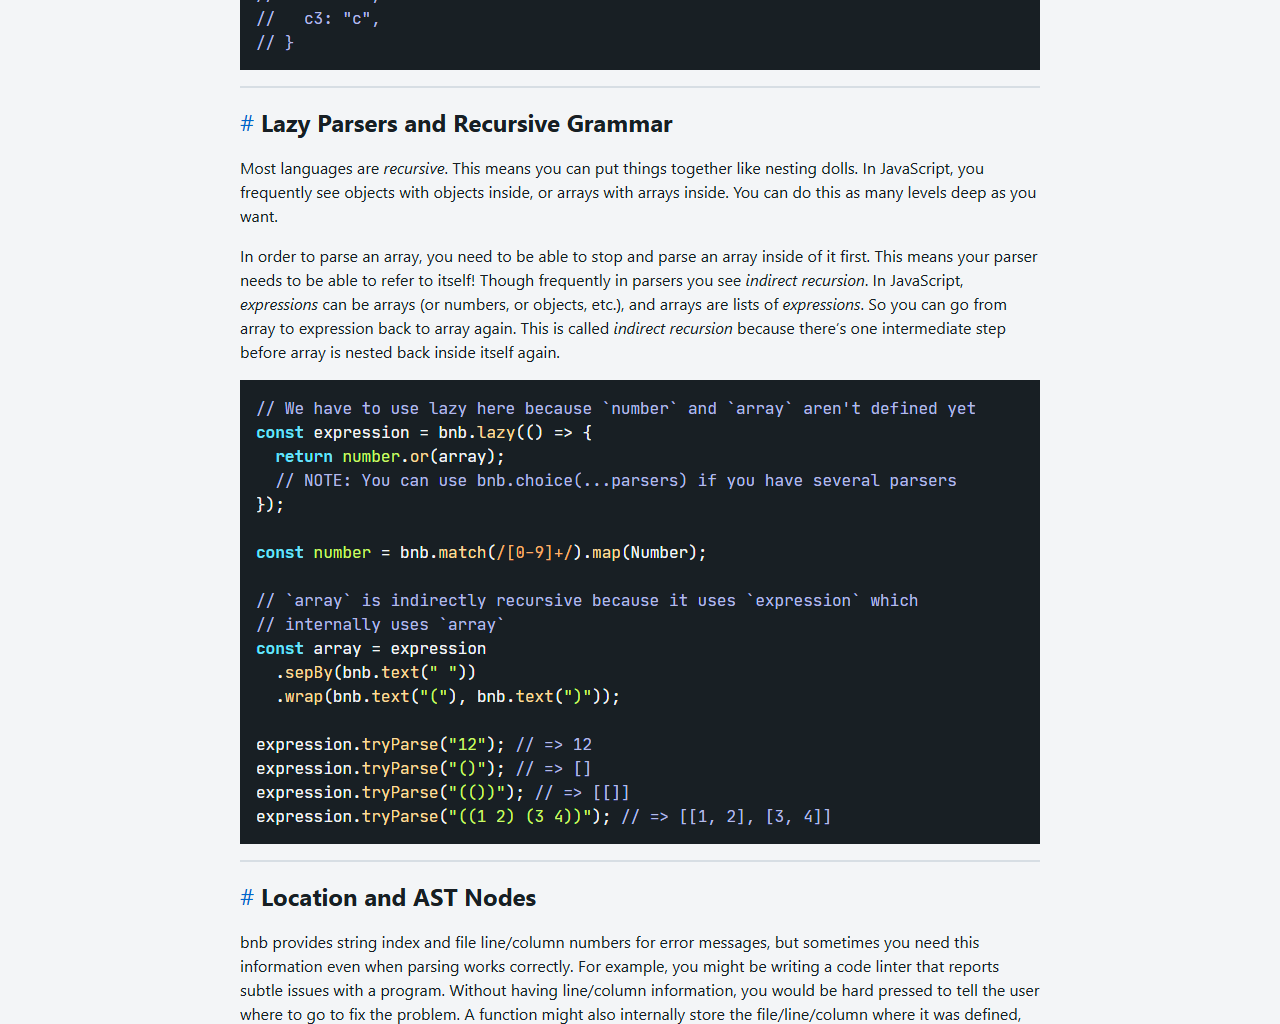 //   c3: "c",
// }
# Lazy Parsers and Recursive Grammar
Most languages are recursive. This means you can put things together like nesting dolls. In JavaScript, you
frequently see objects with objects inside, or arrays with arrays inside. You can do this as many levels deep as you
want.
In order to parse an array, you need to be able to stop and parse an array inside of it first. This means your parser
needs to be able to refer to itself! Though frequently in parsers you see indirect recursion. In JavaScript,
expressions can be arrays (or numbers, or objects, etc.), and arrays are lists of expressions. So you can go from
array to expression back to array again. This is called indirect recursion because there’s one intermediate step
before array is nested back inside itself again.
// We have to use lazy here because `number` and `array` aren't defined yet
const expression = bnb.lazy(() => {
  return number.or(array);
  // NOTE: You can use bnb.choice(...parsers) if you have several parsers
});
const number = bnb.match(/[0-9]+/).map(Number);
// `array` is indirectly recursive because it uses `expression` which
// internally uses `array`
const array = expression
  .sepBy(bnb.text(" "))
  .wrap(bnb.text("("), bnb.text(")"));
expression.tryParse("12"); // => 12
expression.tryParse("()"); // => []
expression.tryParse("(())"); // => [[]]
expression.tryParse("((1 2) (3 4))"); // => [[1, 2], [3, 4]]
# Location and AST Nodes
bnb provides string index and file line/column numbers for error messages, but sometimes you need this
information even when parsing works correctly. For example, you might be writing a code linter that reports
subtle issues with a program. Without having line/column information, you would be hard pressed to tell the user
where to go to fix the problem. A function might also internally store the file/line/column where it was defined,